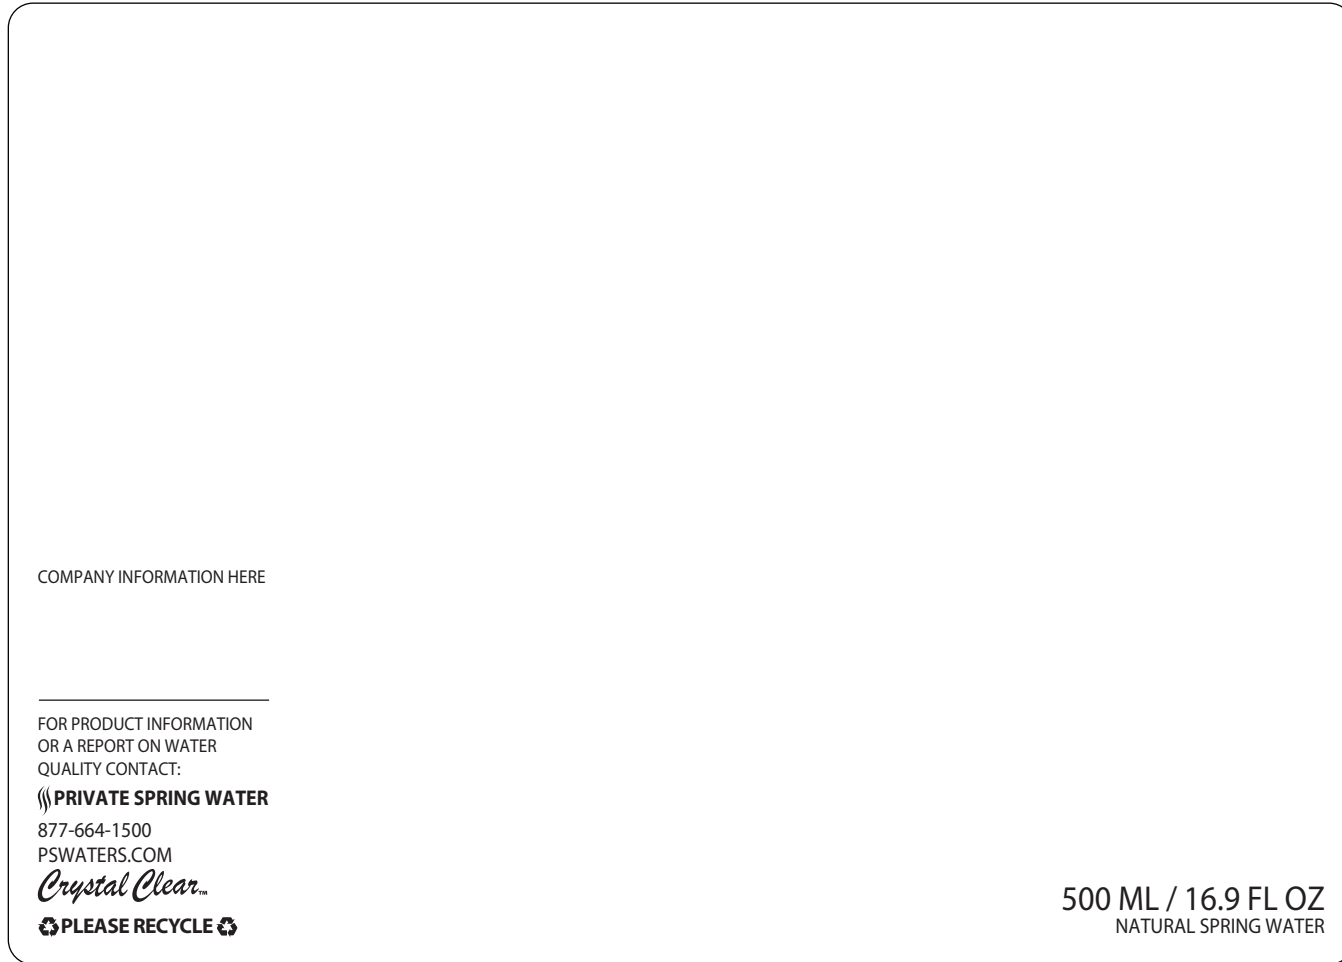 COMPANY INFORMATION HERE
FOR PRODUCT INFORMATION
OR A REPORT ON WATER
QUALITY CONTACT:
PRIVATE SPRING WATER
877-664-1500
PSWATERS.COM
Crystal Clear™
PLEASE RECYCLE
500 ML / 16.9 FL OZ
NATURAL SPRING WATER